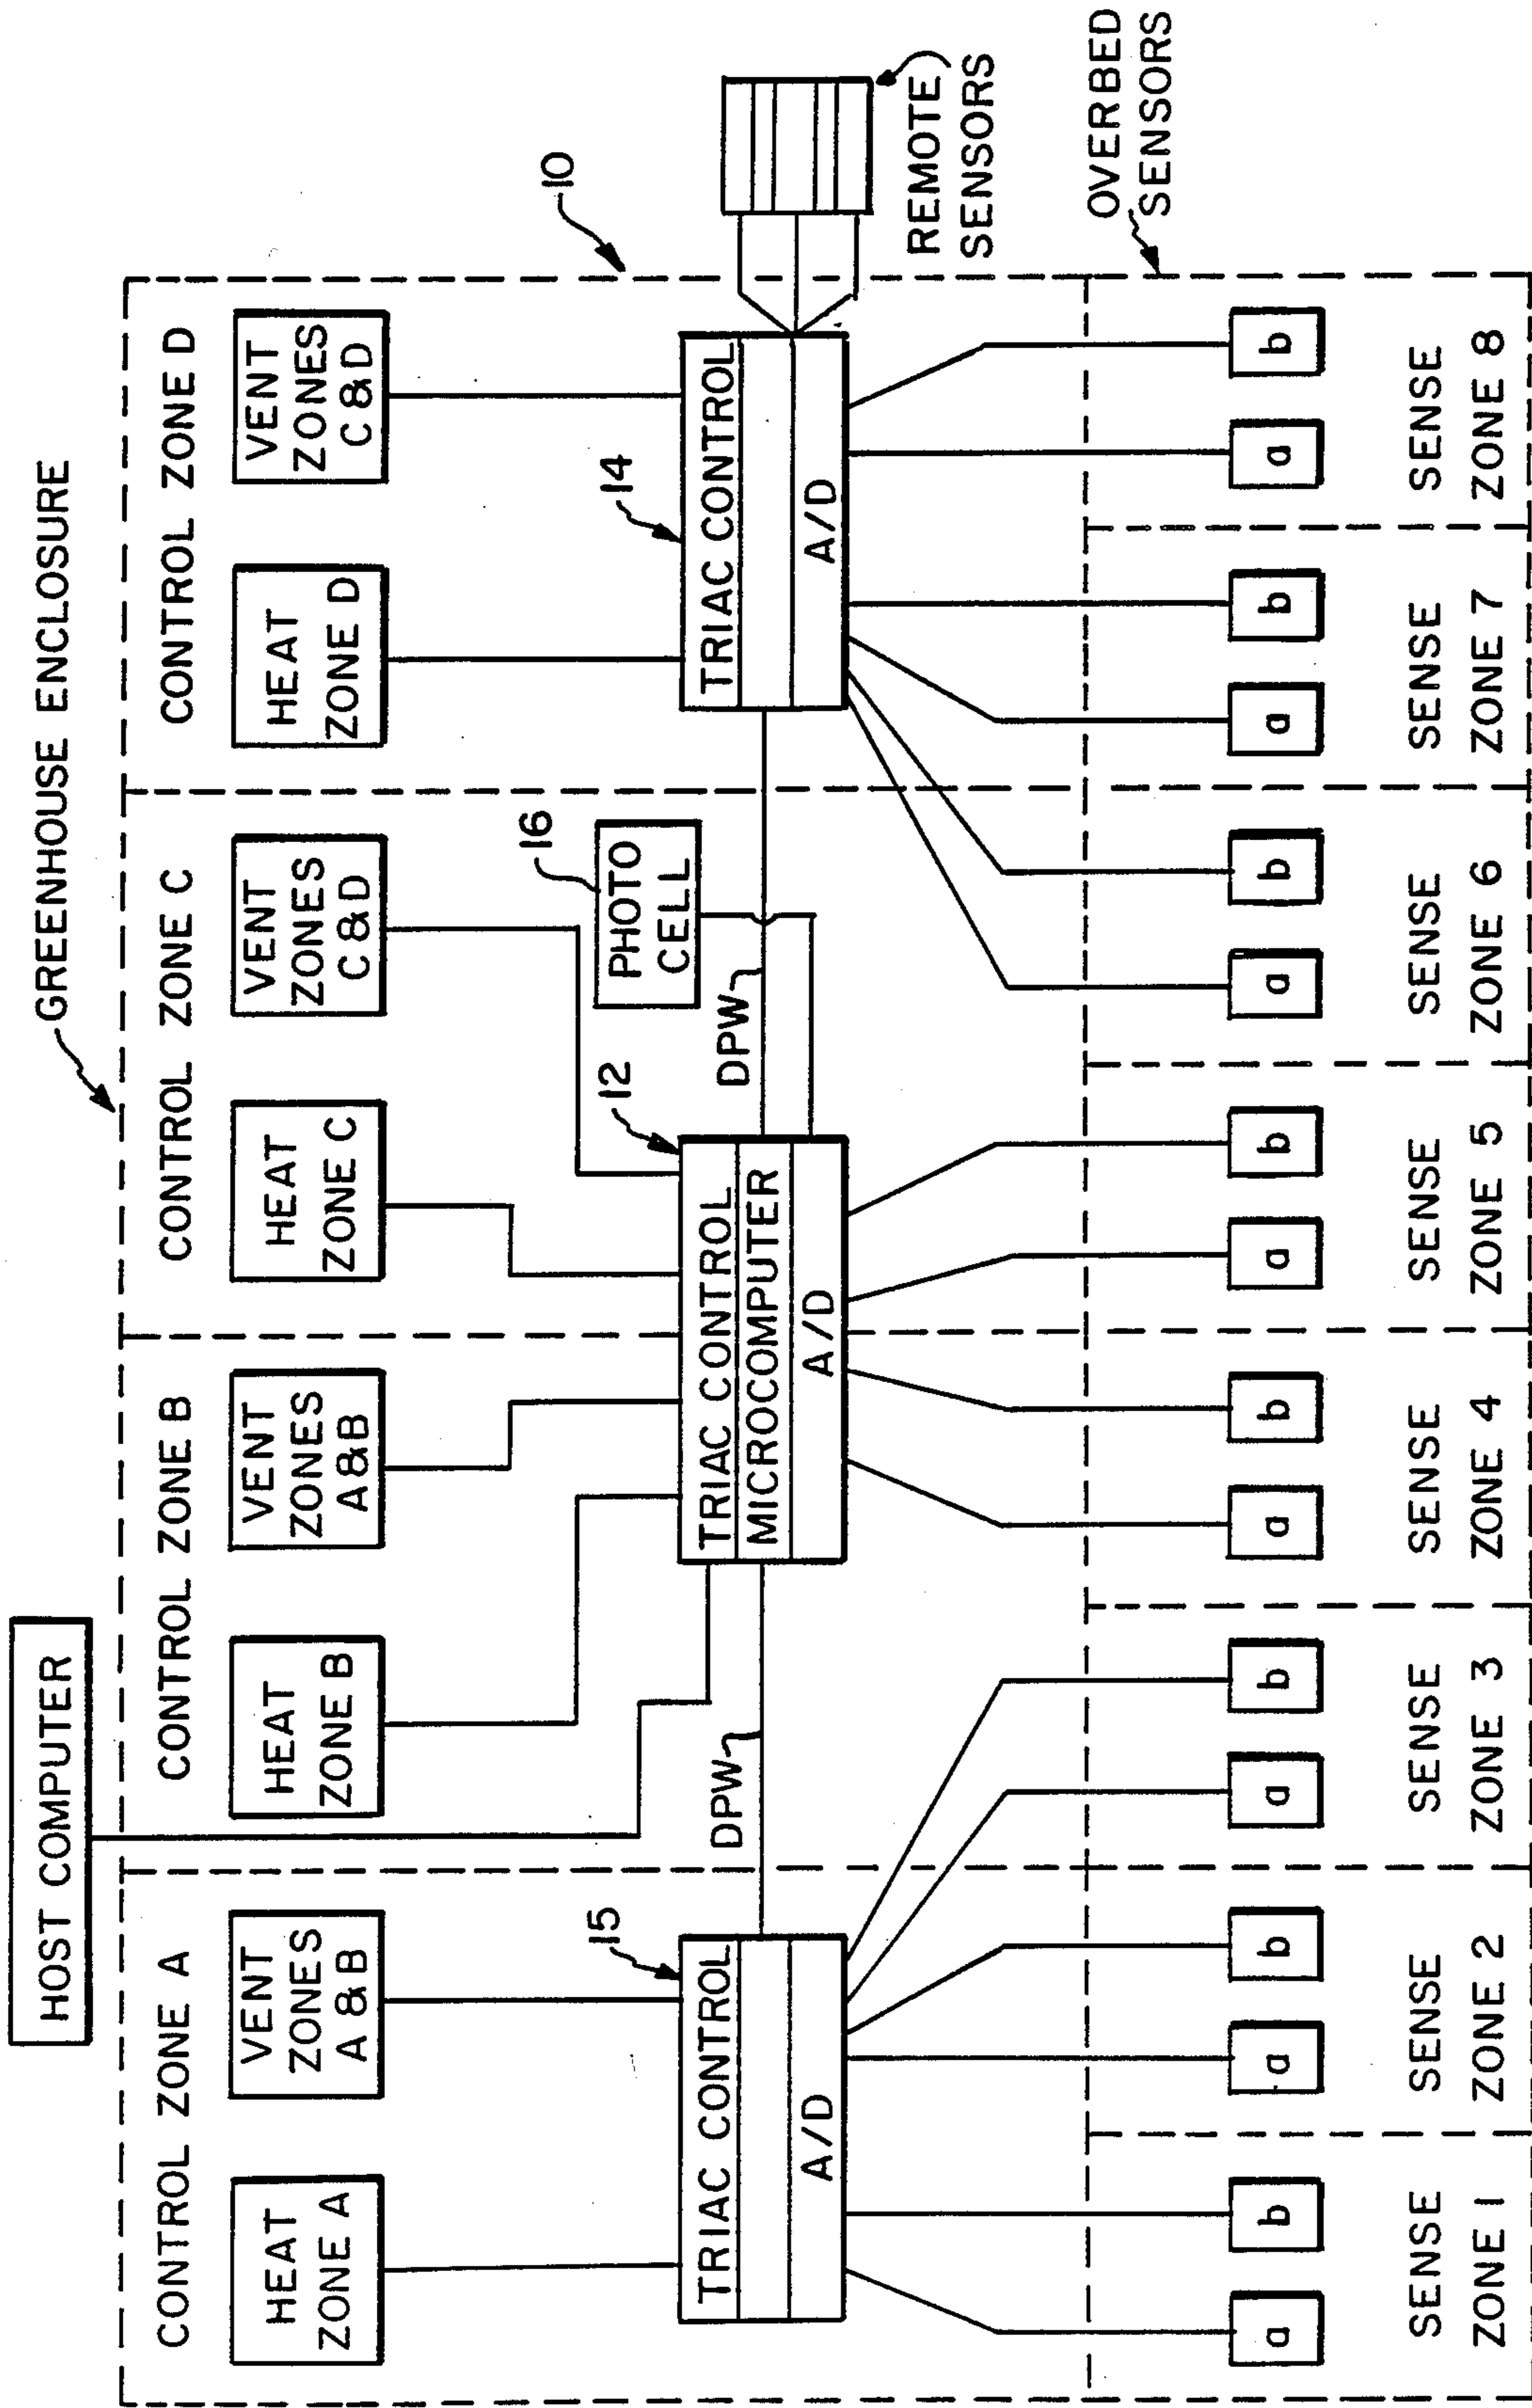 HOST COMPUTER
GREENHOUSE ENCLOSURE
CONTROL ZONE A
CONTROL ZONE B
CONTROL ZONE C
CONTROL ZONE D
HEAT
ZONE A
VENT
ZONES
A & B
HEAT
ZONE B
VENT
ZONES
A&B
HEAT
ZONE C
VENT
ZONES
C&D
HEAT
ZONE D
VENT
ZONES
C&D
10
15
12
16
14
PHOTO
CELL
TRIAC CONTROL
A/D
DPW
TRIAC CONTROL
MICROCOMPUTER
A/D
DPW
TRIAC CONTROL
A/D
REMOTE
SENSORS
OVERBED
SENSORS
a
b
a
b
a
b
a
b
a
b
a
b
a
b
a
b
SENSE
ZONE 1
SENSE
ZONE 2
SENSE
ZONE 3
SENSE
ZONE 4
SENSE
ZONE 5
SENSE
ZONE 6
SENSE
ZONE 7
SENSE
ZONE 8